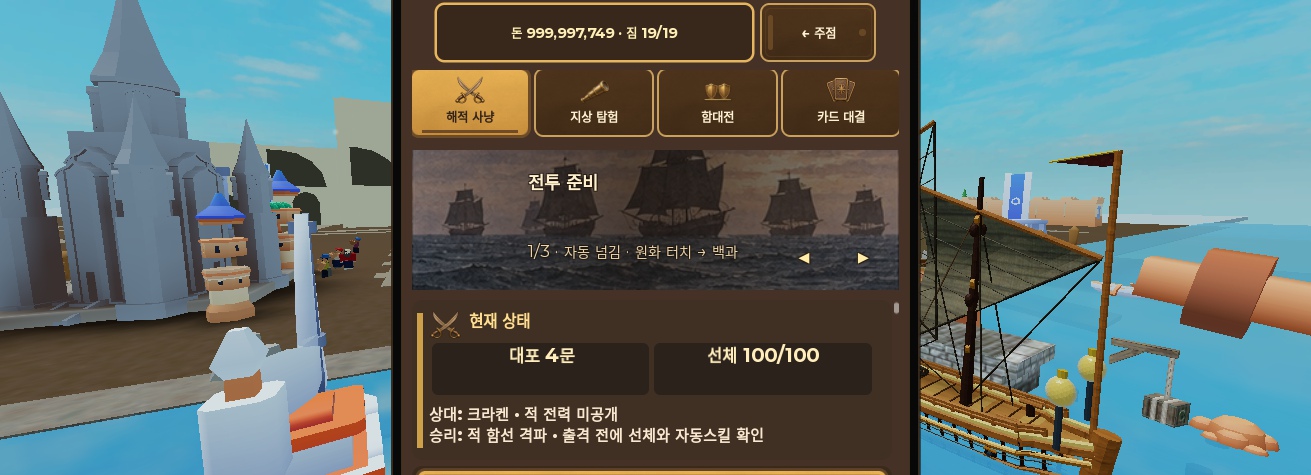 돈 999,997,749 · 짐 19/19
← 주점
해적 사냥
지상 탐험
함대전
카드 대결
전투 준비
1/3 · 자동 넘김 · 원화 터치 → 백과
◀ ▶
현재 상태
대포 4문
선체 100/100
상대: 크라켄 • 적 전력 미공개
승리: 적 함선 격파 • 출격 전에 선체와 자동스킬 확인